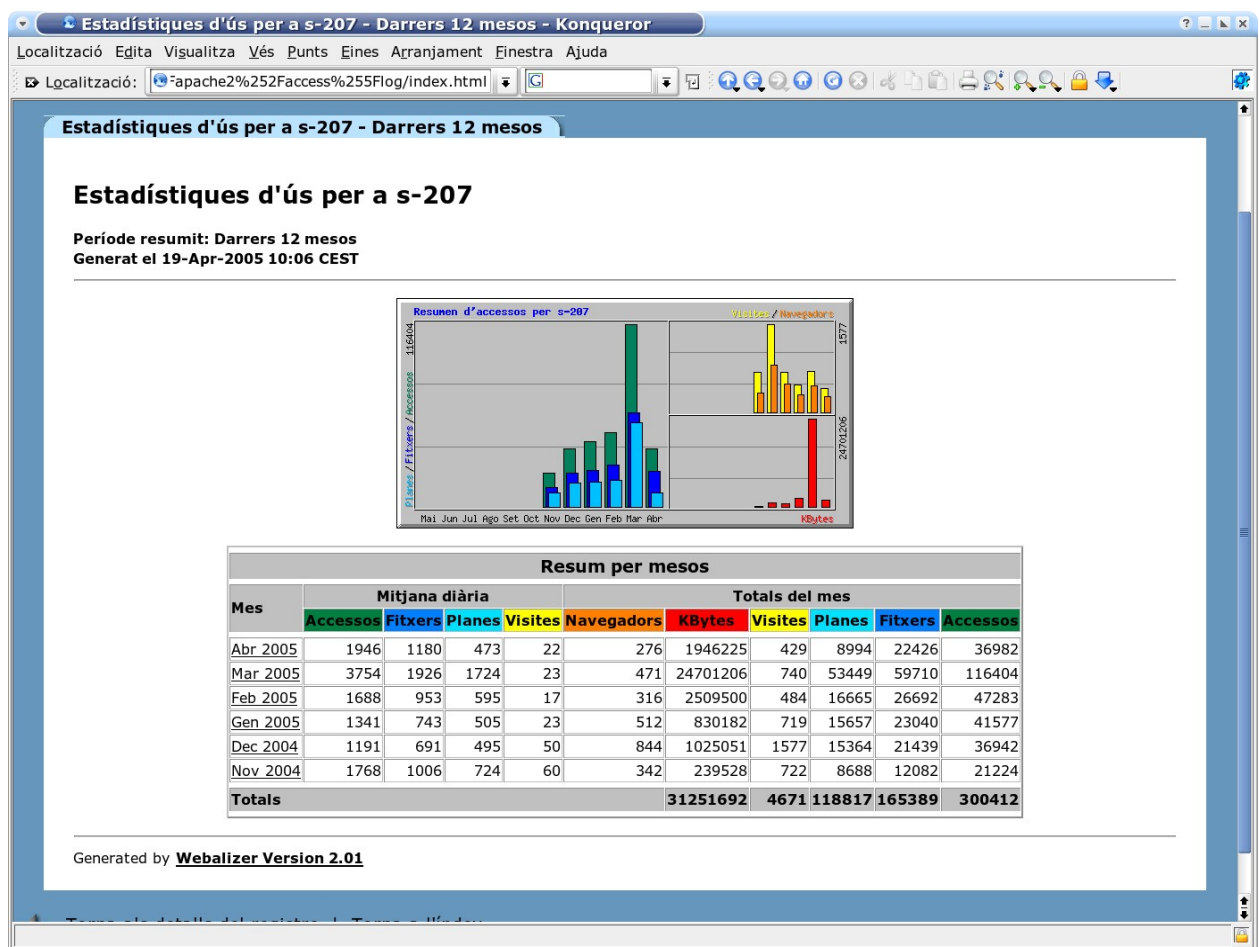 Estadístiques d'ús per a s-207 - Darrers 12 mesos - Konqueror
Localització Edita Visualitza Vés Punts Eines Arranjament Finestra Ajuda
Localització: Fapache2%252Faccess%255Flog/index.html
Estadístiques d'ús per a s-207 - Darrers 12 mesos
Estadístiques d'ús per a s-207
Període resumit: Darrers 12 mesos
Generat el 19-Apr-2005 10:06 CEST
Resumen d'accessos per s-207
Visites / Navegadors
116404
1577
Planes / Fitxers / Accessos
24701206
Mai Jun Jul Ago Set Oct Nov Dec Gen Feb Mar Abr
KBytes
Resum per mesos
Mes Mitjana diària Totals del mes
Accessos Fitxers Planes Visites Navegadors KBytes Visites Planes Fitxers Accessos
Abr 2005 1946 1180 473 22 276 1946225 429 8994 22426 36982
Mar 2005 3754 1926 1724 23 471 24701206 740 53449 59710 116404
Feb 2005 1688 953 595 17 316 2509500 484 16665 26692 47283
Gen 2005 1341 743 505 23 512 830182 719 15657 23040 41577
Dec 2004 1191 691 495 50 844 1025051 1577 15364 21439 36942
Nov 2004 1768 1006 724 60 342 239528 722 8688 12082 21224
Totals 31251692 4671 118817 165389 300412
Generated by Webalizer Version 2.01
Torna als detalls del registre | Torna a l'índex